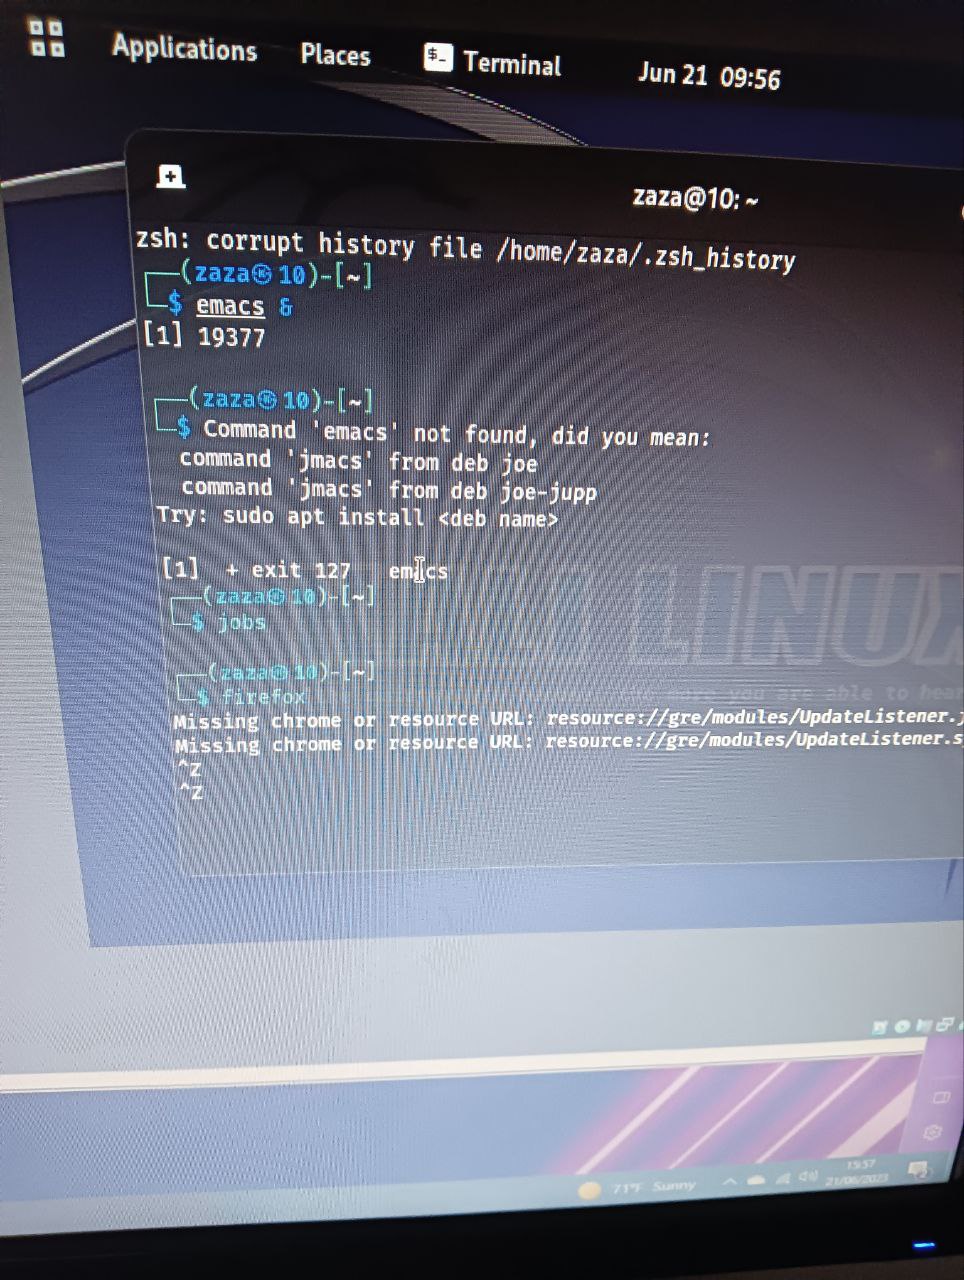 Applications Places Terminal Jun 21 09:56
zaza@10: ~
zsh: corrupt history file /home/zaza/.zsh_history
(zaza㉿10)-[~]
$ emacs &
[1] 19377
(zaza㉿10)-[~]
$ Command 'emacs' not found, did you mean:
command 'jmacs' from deb joe
command 'jmacs' from deb joe-jupp
Try: sudo apt install <deb name>
[1] + exit 127 emacs
(zaza㉿10)-[~]
$ jobs
LINUX
(zaza㉿10)-[~]
$ firefox
you are able to hear
Missing chrome or resource URL: resource://gre/modules/UpdateListener.j
Missing chrome or resource URL: resource://gre/modules/UpdateListener.s
^Z
^Z
71°F Sunny
15:57
21/06/2023